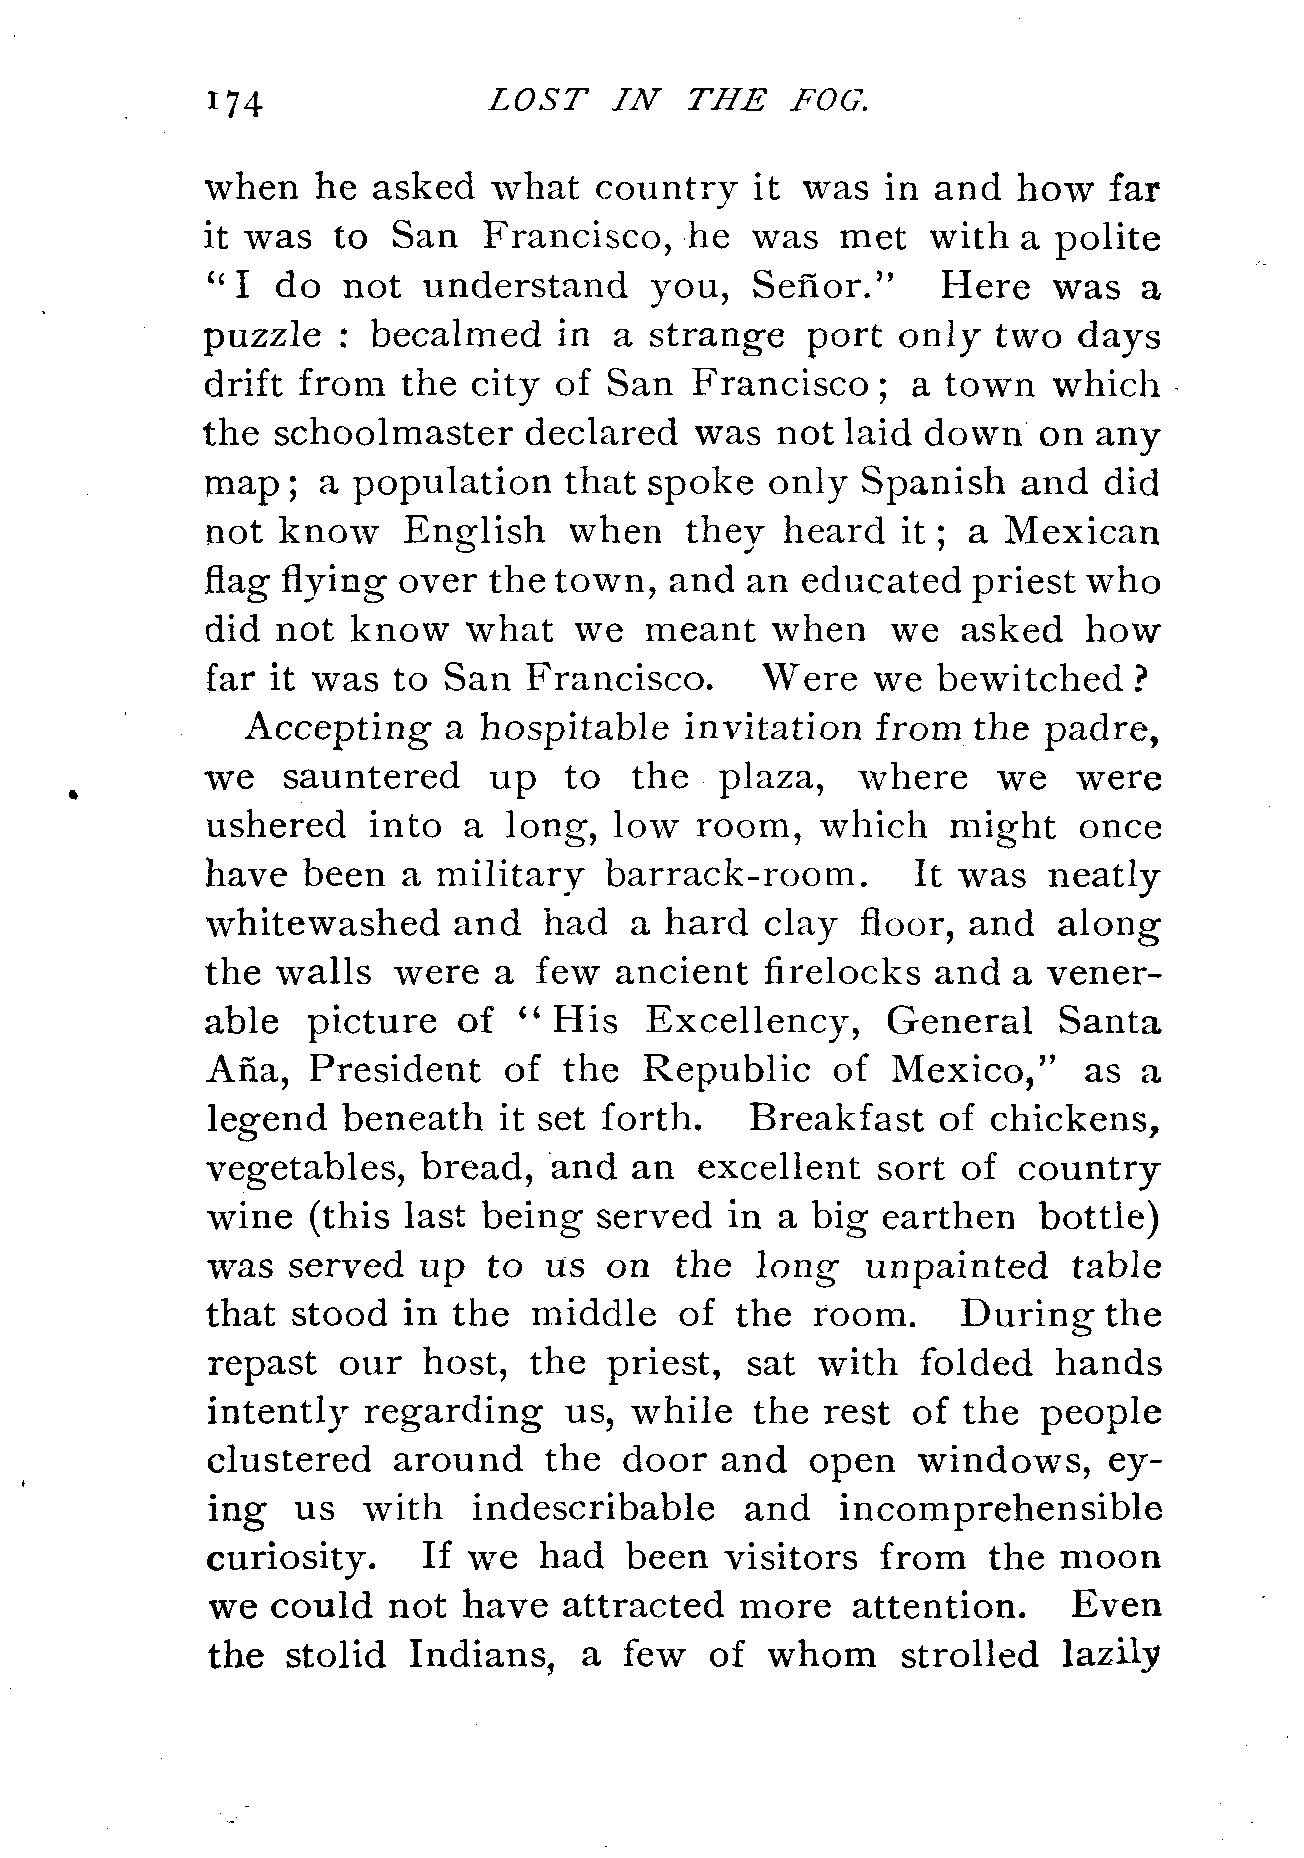 174 LOST IN THE FOG.
when he asked what country it was in and how far
it was to San Francisco, he was met with a polite
“I do not understand you, Señor.” Here was a
puzzle : becalmed in a strange port only two days
drift from the city of San Francisco ; a town which
the schoolmaster declared was not laid down on any
map ; a population that spoke only Spanish and did
not know English when they heard it ; a Mexican
flag flying over the town, and an educated priest who
did not know what we meant when we asked how
far it was to San Francisco. Were we bewitched ?
Accepting a hospitable invitation from the padre,
we sauntered up to the plaza, where we were
ushered into a long, low room, which might once
have been a military barrack-room. It was neatly
whitewashed and had a hard clay floor, and along
the walls were a few ancient firelocks and a vener-
able picture of “His Excellency, General Santa
Aña, President of the Republic of Mexico,” as a
legend beneath it set forth. Breakfast of chickens,
vegetables, bread, and an excellent sort of country
wine (this last being served in a big earthen bottle)
was served up to us on the long unpainted table
that stood in the middle of the room. During the
repast our host, the priest, sat with folded hands
intently regarding us, while the rest of the people
clustered around the door and open windows, ey-
ing us with indescribable and incomprehensible
curiosity. If we had been visitors from the moon
we could not have attracted more attention. Even
the stolid Indians, a few of whom strolled lazily